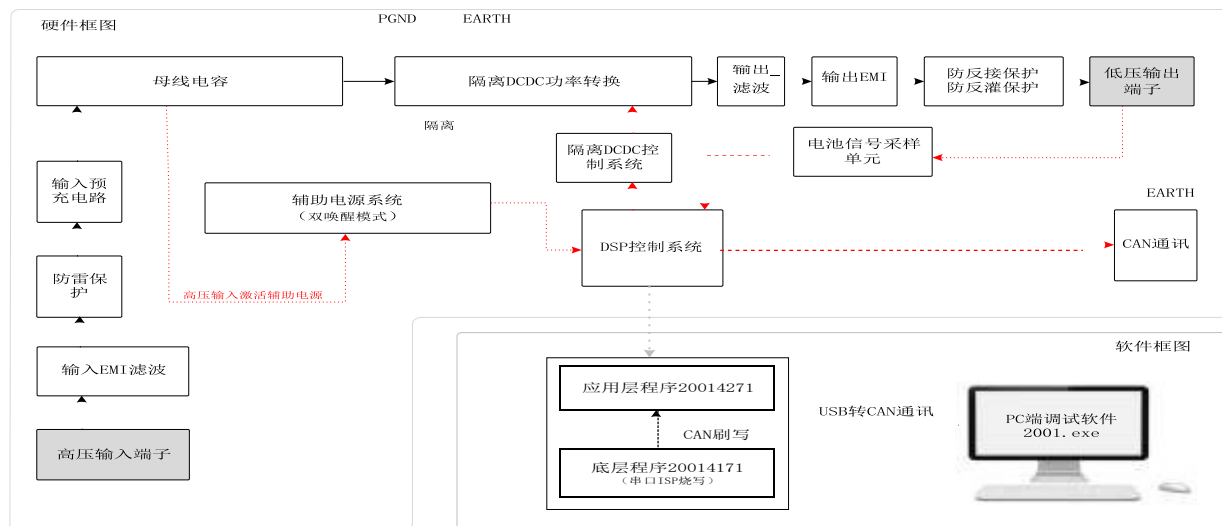 硬件框图
PGND
EARTH
母线电容
隔离DCDC功率转换
输出
滤波
输出EMI
防反接保护
防反灌保护
低压输出
端子
隔离
隔离DCDC控
制系统
电池信号采样
单元
输入预
充电路
辅助电源系统
（双唤醒模式）
EARTH
DSP控制系统
CAN通讯
防雷保
护
高压输入激活辅助电源
输入EMI滤波
高压输入端子
软件框图
应用层程序20014271
CAN刷写
底层程序20014171
（串口ISP烧写）
USB转CAN通讯
PC端调试软件
2001.exe